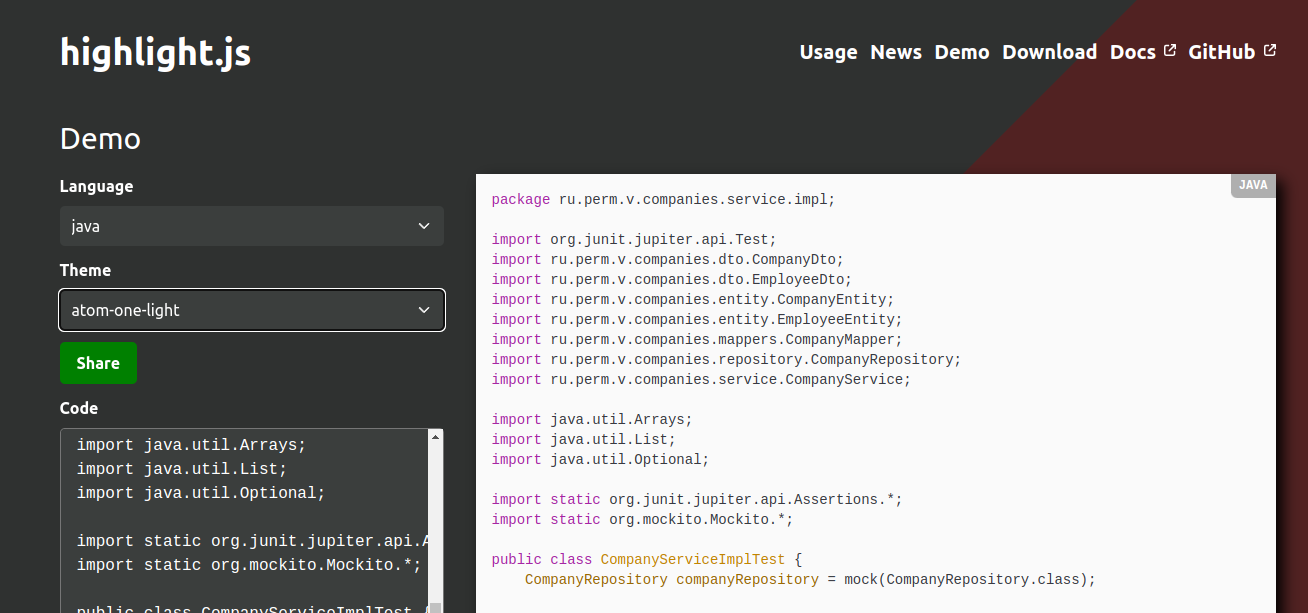 highlight.js
Usage News Demo Download Docs GitHub
Demo
Language
java
Theme
atom-one-light
Share
Code
import java.util.Arrays;
import java.util.List;
import java.util.Optional;
import static org.junit.jupiter.api.A
import static org.mockito.Mockito.*;
public class CompanyServiceImplTest {
JAVA
package ru.perm.v.companies.service.impl;
import org.junit.jupiter.api.Test;
import ru.perm.v.companies.dto.CompanyDto;
import ru.perm.v.companies.dto.EmployeeDto;
import ru.perm.v.companies.entity.CompanyEntity;
import ru.perm.v.companies.entity.EmployeeEntity;
import ru.perm.v.companies.mappers.CompanyMapper;
import ru.perm.v.companies.repository.CompanyRepository;
import ru.perm.v.companies.service.CompanyService;
import java.util.Arrays;
import java.util.List;
import java.util.Optional;
import static org.junit.jupiter.api.Assertions.*;
import static org.mockito.Mockito.*;
public class CompanyServiceImplTest {
CompanyRepository companyRepository = mock(CompanyRepository.class);